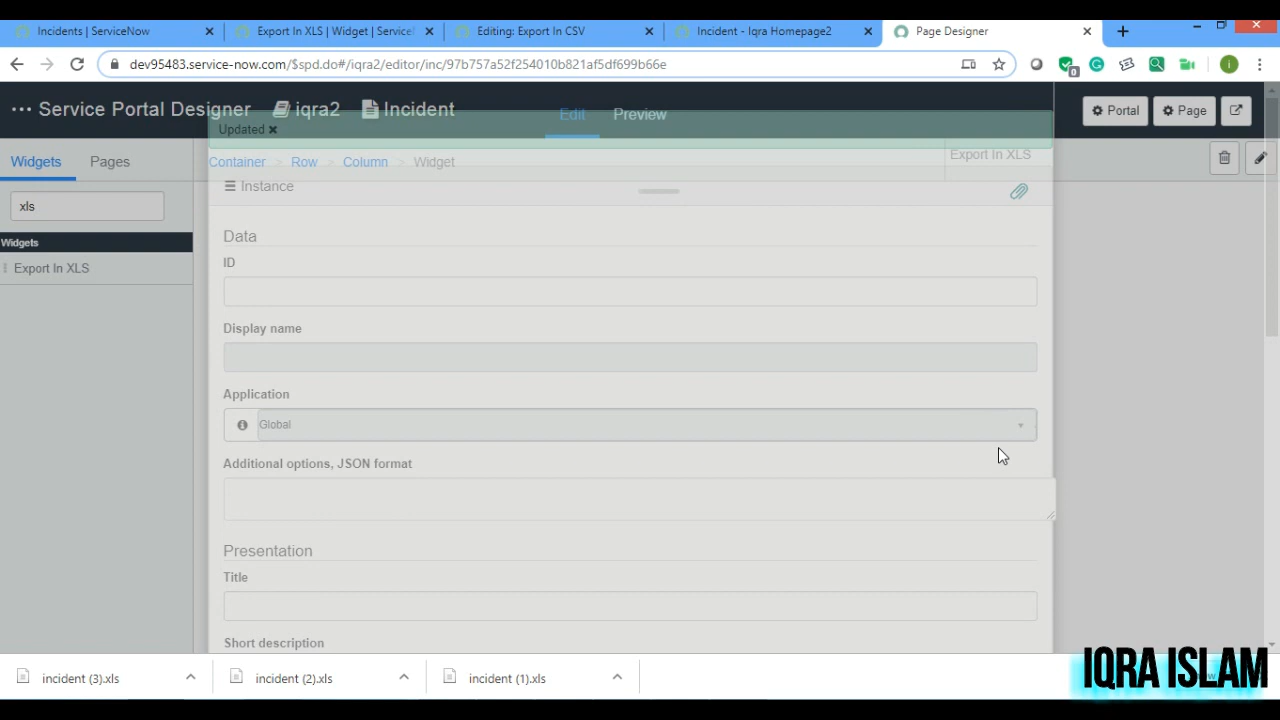 Incidents | ServiceNow
Export In XLS | Widget | Service
Editing: Export In CSV
Incident - Iqra Homepage2
Page Designer
dev95483.service-now.com/$spd.do#/iqra2/editor/inc/97b757a52f254010b821af5df699b66e
0
i
... Service Portal Designer
iqra2
Incident
Edit
Preview
Portal
Page
Updated ×
Widgets
Pages
Container > Row > Column > Widget
Export In XLS
xls
Instance
Widgets
Export In XLS
Data
ID
Display name
Application
Global
Additional options, JSON format
Presentation
Title
Short description
incident (3).xls
incident (2).xls
incident (1).xls
IQRA ISLAM